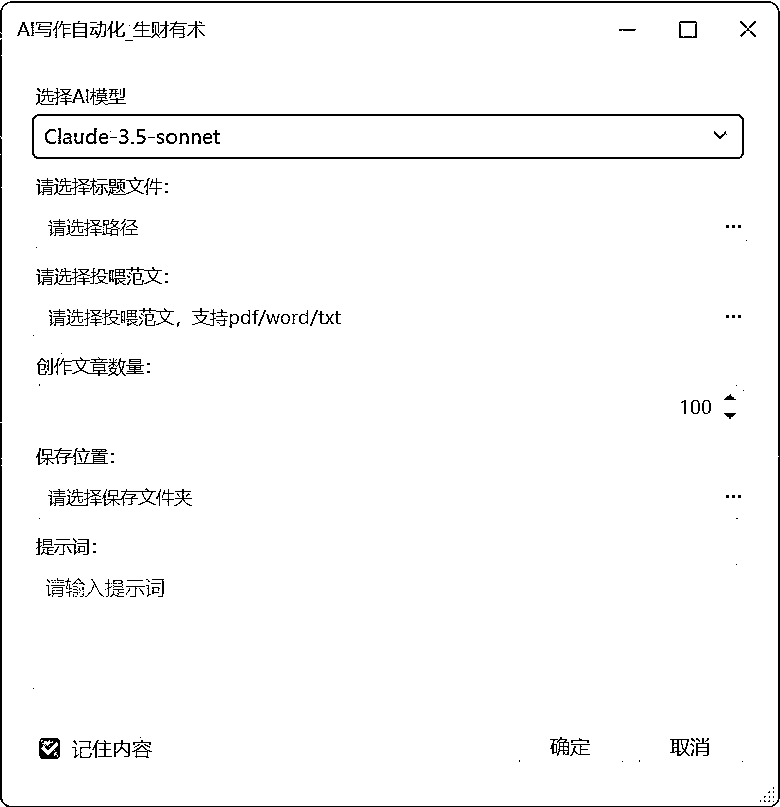 AI写作自动化_生财有术
选择AI模型
Claude-3.5-sonnet
请选择标题文件:
请选择路径
请选择投喂范文:
请选择投喂范文，支持pdf/word/txt
创作文章数量:
100
保存位置:
请选择保存文件夹
提示词:
请输入提示词
记住内容 确定 取消